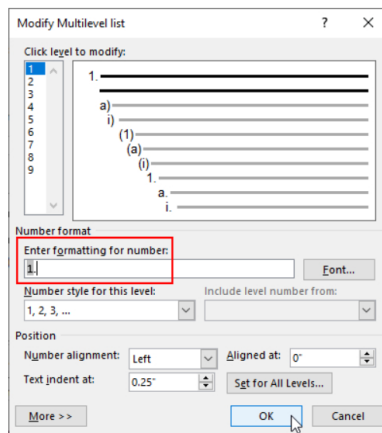 Modify Multilevel list ? ×
Click level to modify:
1
2
3
4
5
6
7
8
9
1.
a)
i)
(1)
(a)
(i)
1.
a.
i.
Number format
Enter formatting for number:
1.
Font...
Number style for this level:
Include level number from:
1, 2, 3, ...
Position
Number alignment:
Left
Aligned at:
0"
Text indent at:
0.25"
Set for All Levels...
More >>
OK
Cancel